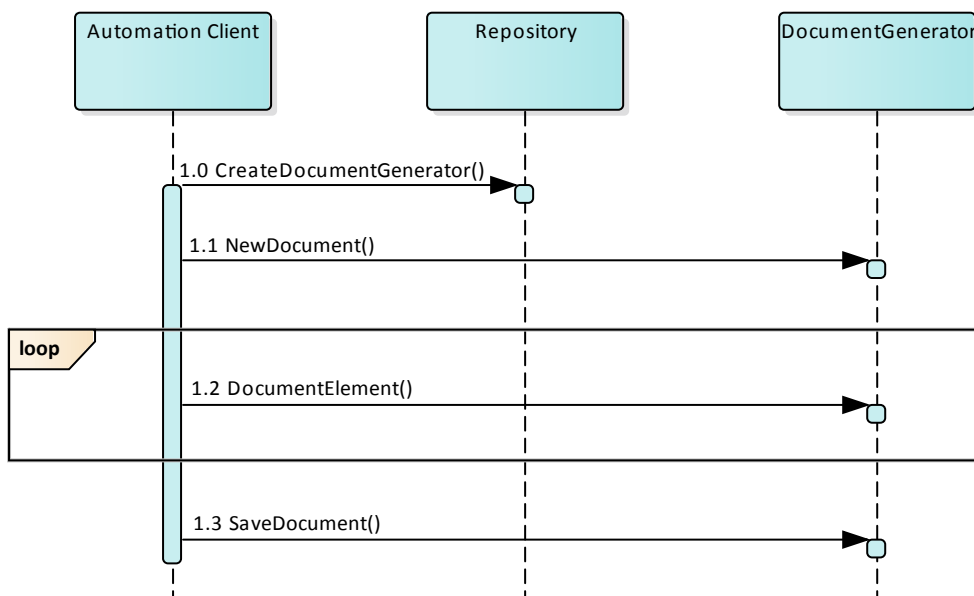 Automation Client
Repository
DocumentGenerator
1.0 CreateDocumentGenerator()
1.1 NewDocument()
loop
1.2 DocumentElement()
1.3 SaveDocument()